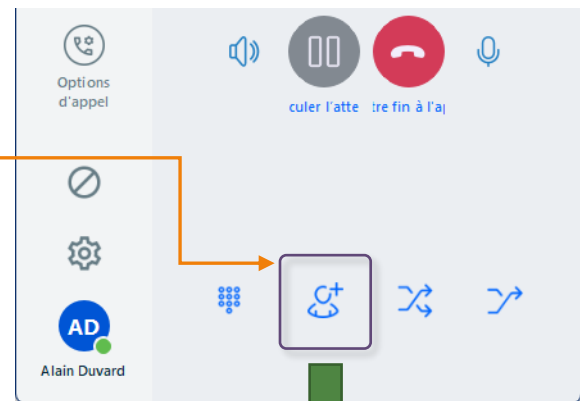 Options
d'appel
culer l'atte
tre fin à l'a
AD
Alain Duvard